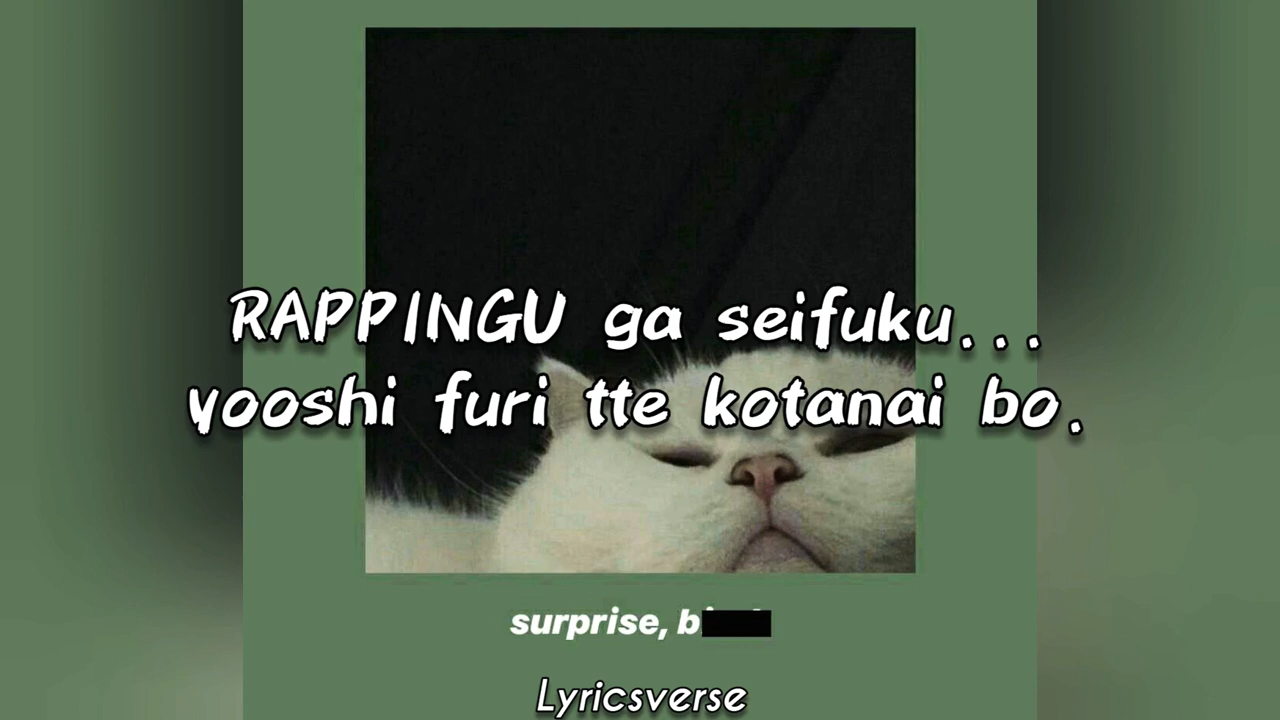 RAPPINGU ga seifuku...
yooshi furi tte kotanai bo.
surprise,
Lyricsverse